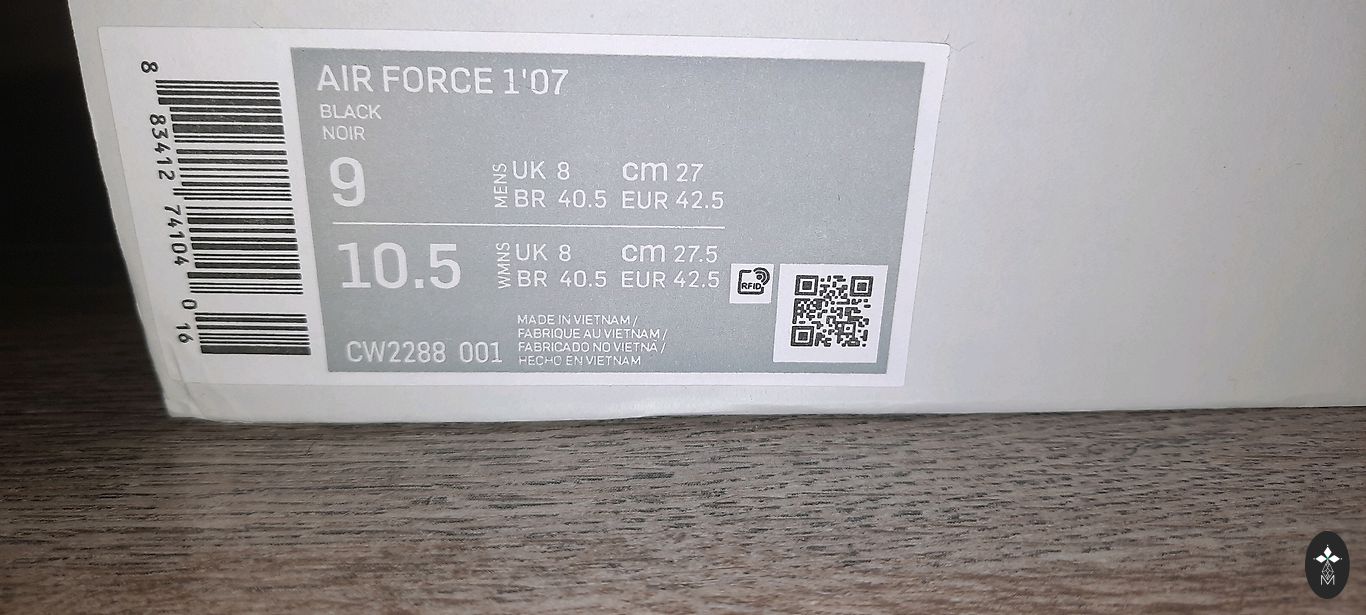 AIR FORCE 1'07
BLACK
NOIR
9
MENS
UK 8 cm 27
BR 40.5 EUR 42.5
10.5
WMNS
UK 8 cm 27.5
BR 40.5 EUR 42.5
RFID
CW2288 001
MADE IN VIETNAM /
FABRIQUE AU VIETNAM /
FABRICADO NO VIETNÃ /
HECHO EN VIETNAM
8 83412 74104 0 16
M